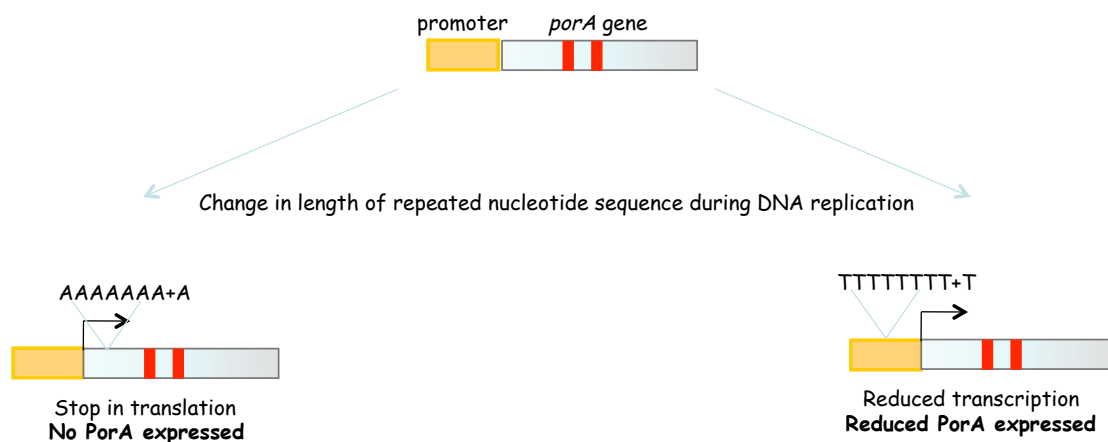 promoter porA gene
Change in length of repeated nucleotide sequence during DNA replication
AAAAAAA+A
Stop in translation
No PorA expressed
TTTTTTTT+T
Reduced transcription
Reduced PorA expressed